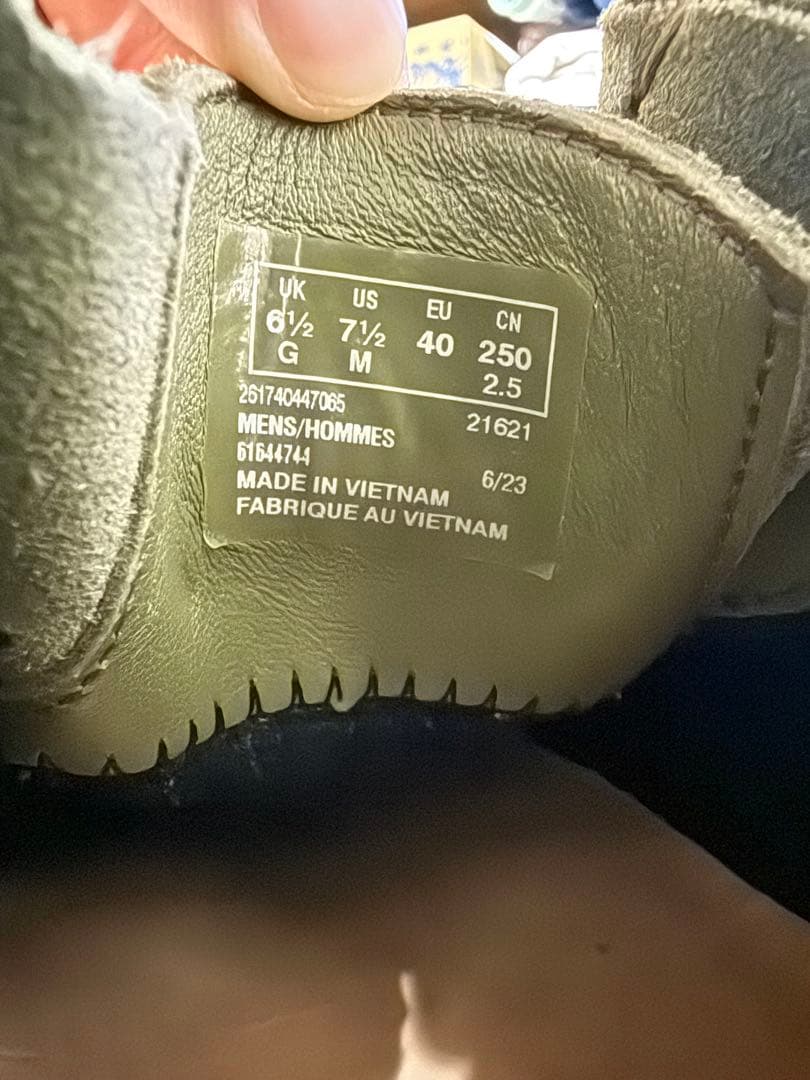 UK US EU CN
6½ 7½ 40 250
G M 2.5
261740447065 21621
MENS/HOMMES
61644744 6/23
MADE IN VIETNAM
FABRIQUE AU VIETNAM